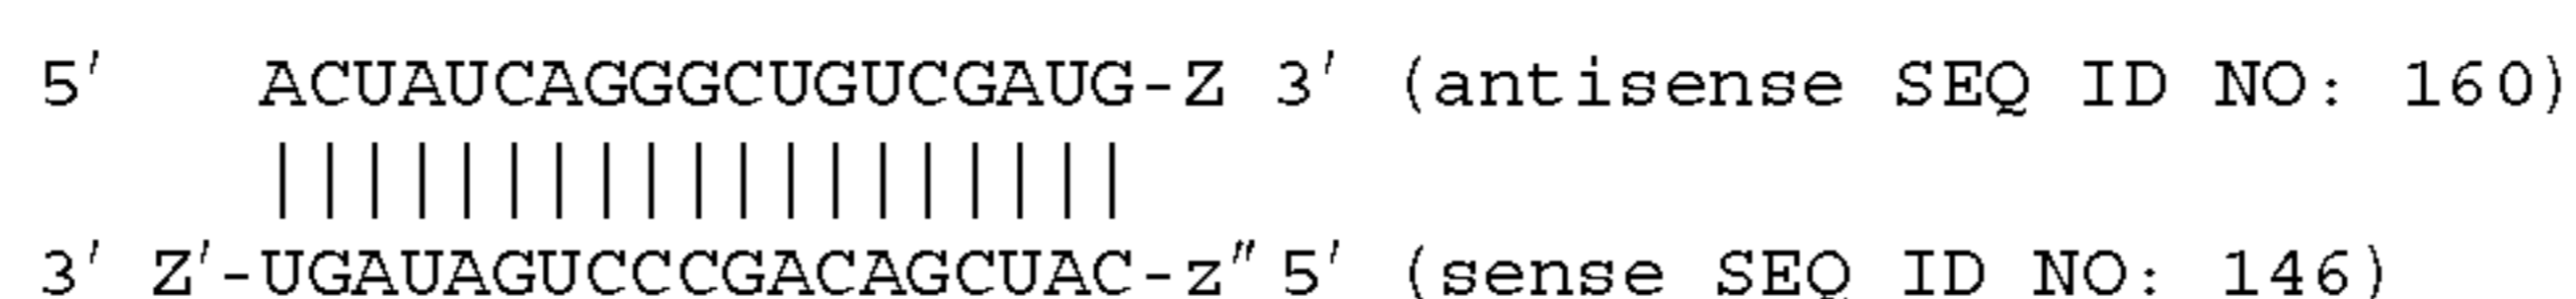 5′ ACUAUCAGGGCUGUCGAUG-Z 3′ (antisense SEQ ID NO: 160)
|||||||||||||||||||
3′ Z′-UGAUAGUCCCGACAGCUAC-z″ 5′ (sense SEQ ID NO: 146)